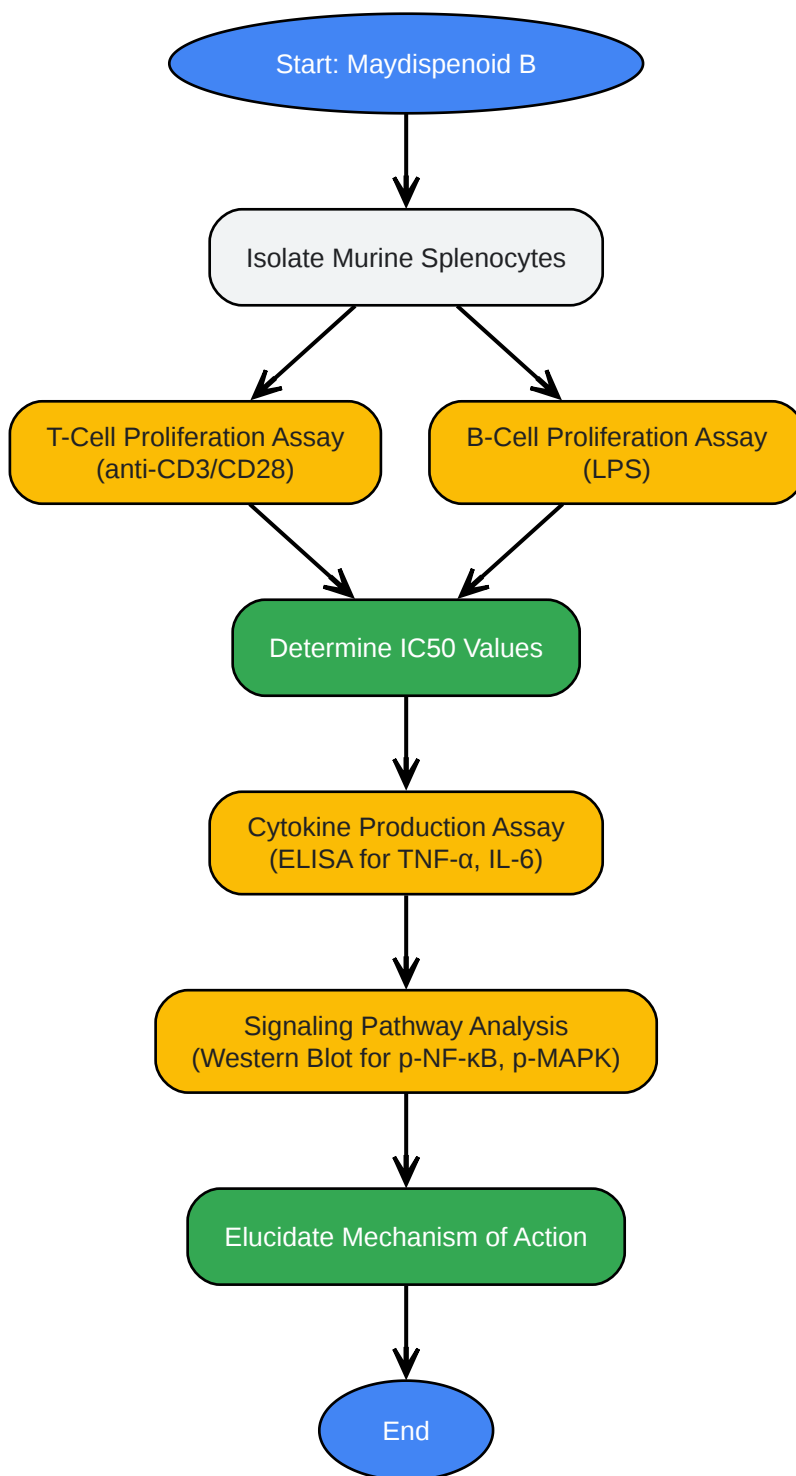 Start: Maydispenoid B
Isolate Murine Splenocytes
T-Cell Proliferation Assay
(anti-CD3/CD28)
B-Cell Proliferation Assay
(LPS)
Determine IC50 Values
Cytokine Production Assay
(ELISA for TNF-α, IL-6)
Signaling Pathway Analysis
(Western Blot for p-NF-κB, p-MAPK)
Elucidate Mechanism of Action
End